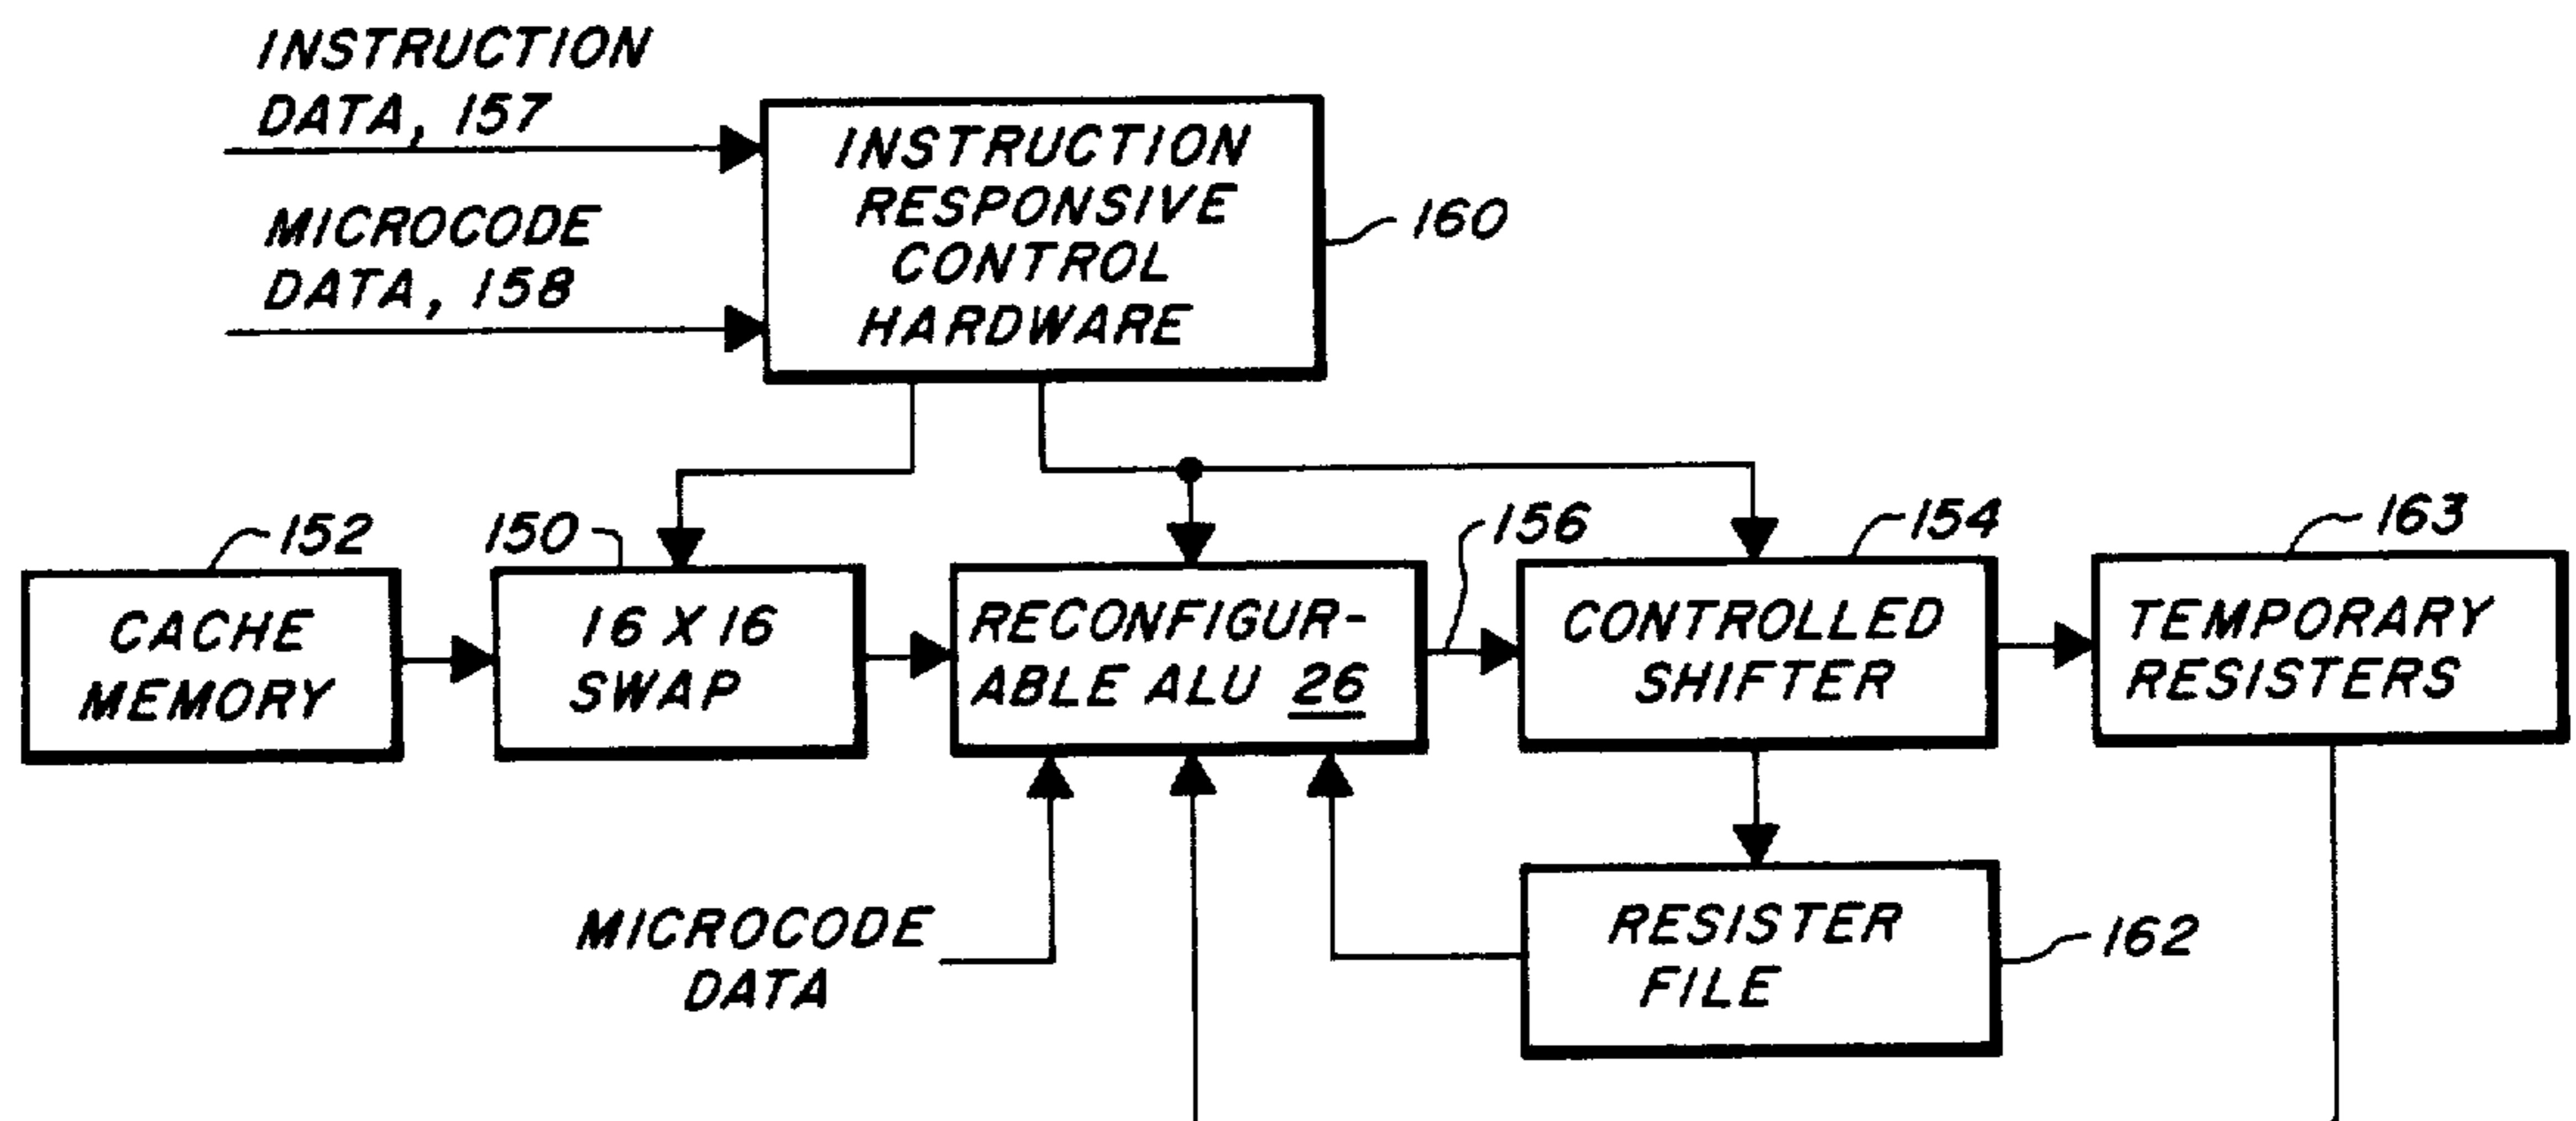 INSTRUCTION
DATA, 157
MICROCODE
DATA, 158
INSTRUCTION
RESPONSIVE
CONTROL
HARDWARE
160
152
150
156
154
163
CACHE
MEMORY
16 X 16
SWAP
RECONFIGUR-
ABLE ALU 26
CONTROLLED
SHIFTER
TEMPORARY
RESISTERS
MICROCODE
DATA
RESISTER
FILE
162